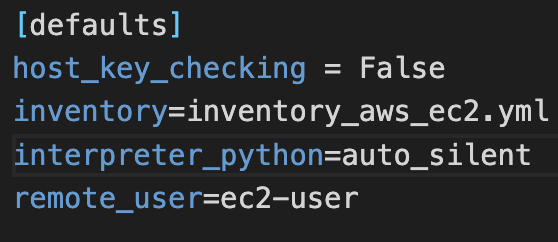 [defaults]
host_key_checking = False
inventory=inventory_aws_ec2.yml
interpreter_python=auto_silent
remote_user=ec2-user